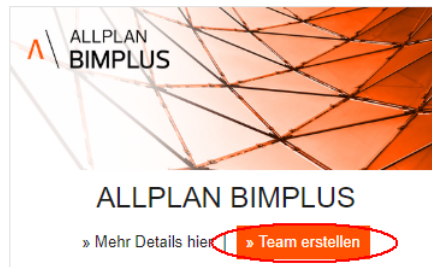 ALLPLAN
BIMPLUS
ALLPLAN BIMPLUS
» Mehr Details hier | » Team erstellen